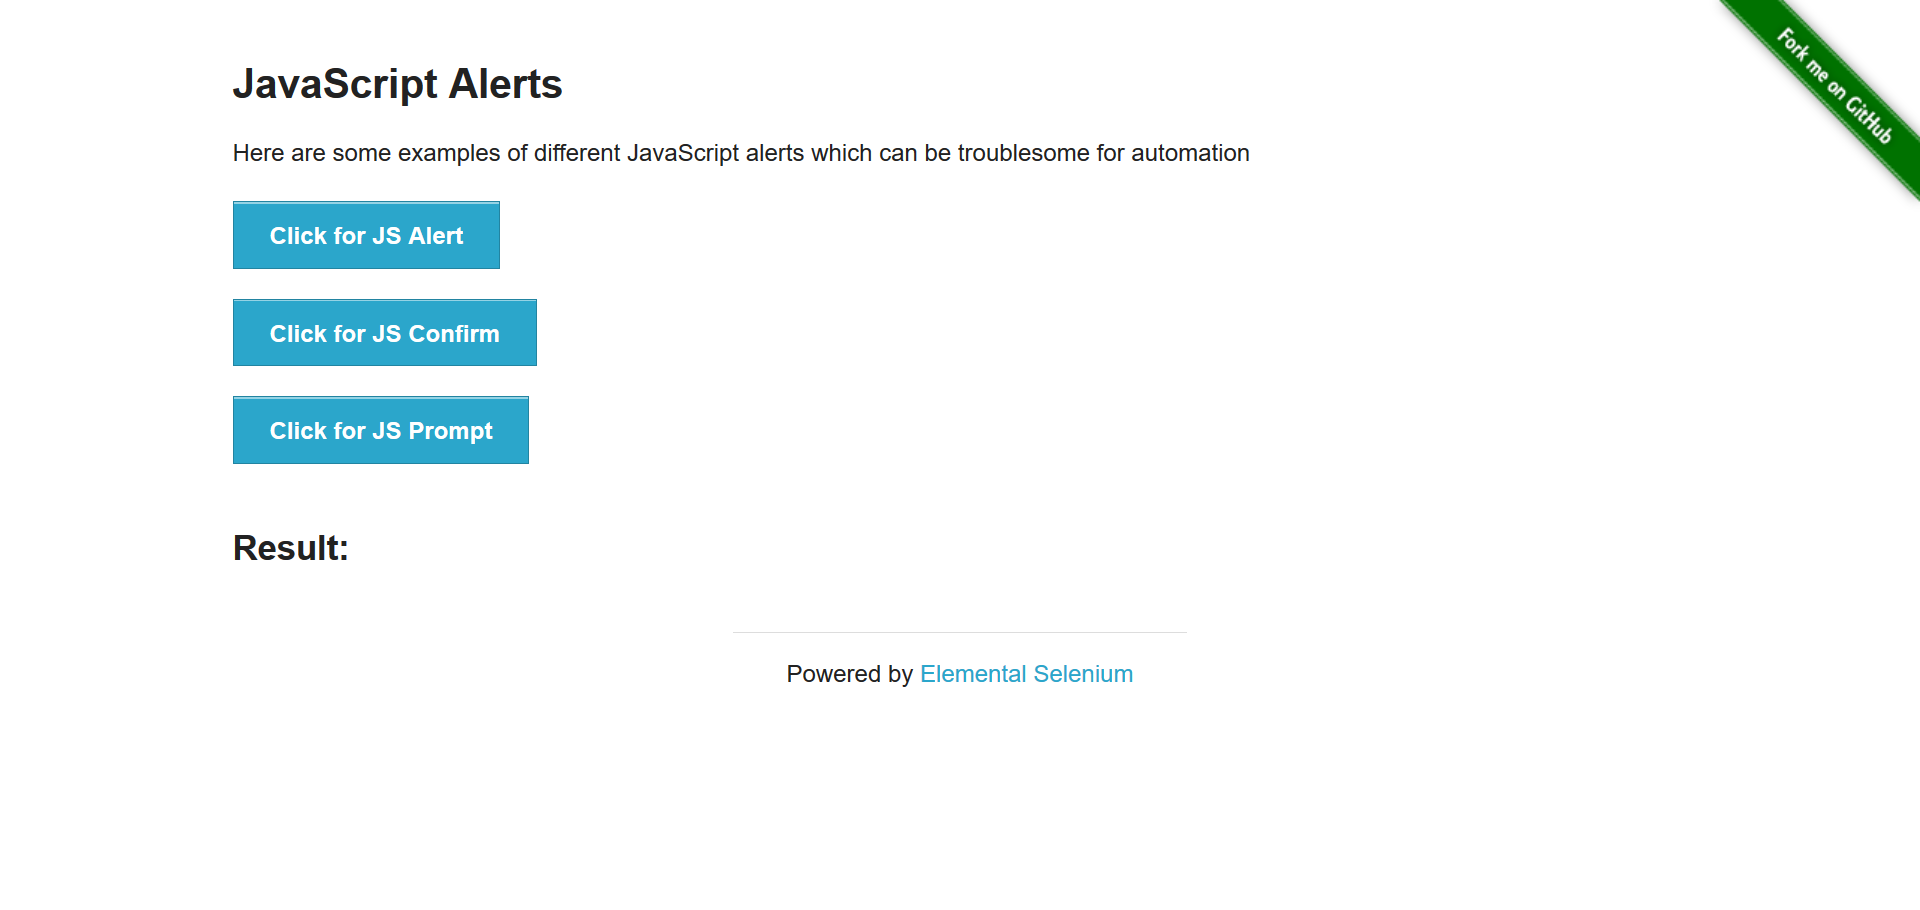 JavaScript Alerts
Fork me on GitHub
Here are some examples of different JavaScript alerts which can be troublesome for automation
Click for JS Alert
Click for JS Confirm
Click for JS Prompt
Result:
Powered by Elemental Selenium